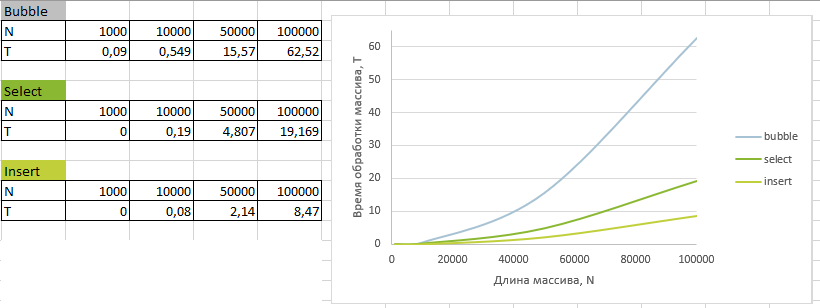 Bubble
N 1000 10000 50000 100000
T 0,09 0,549 15,57 62,52
Select
N 1000 10000 50000 100000
T 0 0,19 4,807 19,169
Insert
N 1000 10000 50000 100000
T 0 0,08 2,14 8,47
Время обработки массива, T
60
50
40
30
20
10
0
0 20000 40000 60000 80000 100000
Длина массива, N
bubble
select
insert